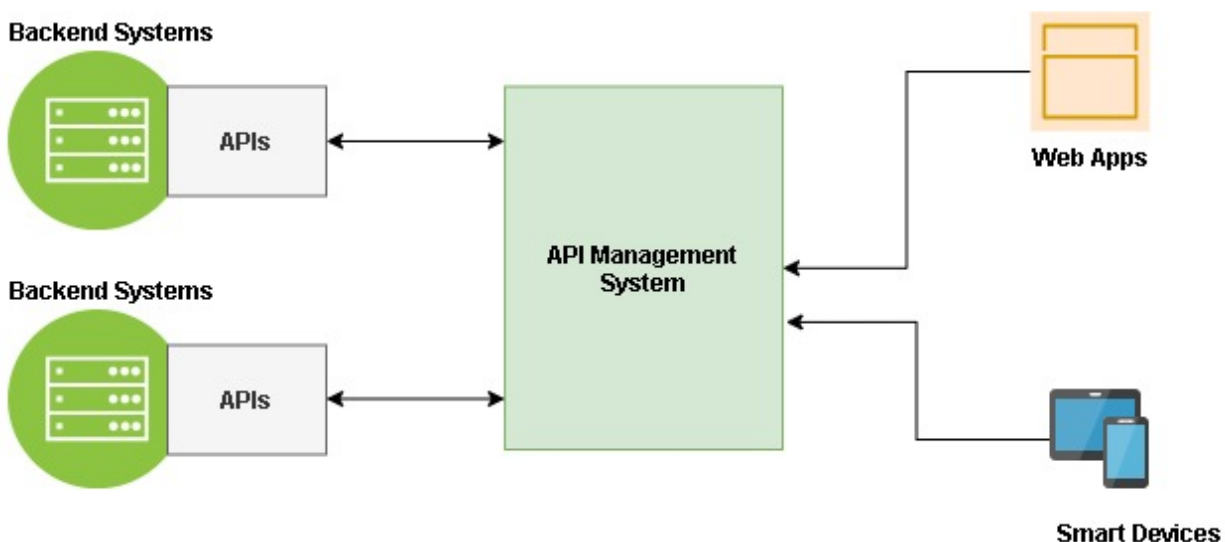 Backend Systems
APIs
API Management
System
Web Apps
Backend Systems
APIs
Smart Devices